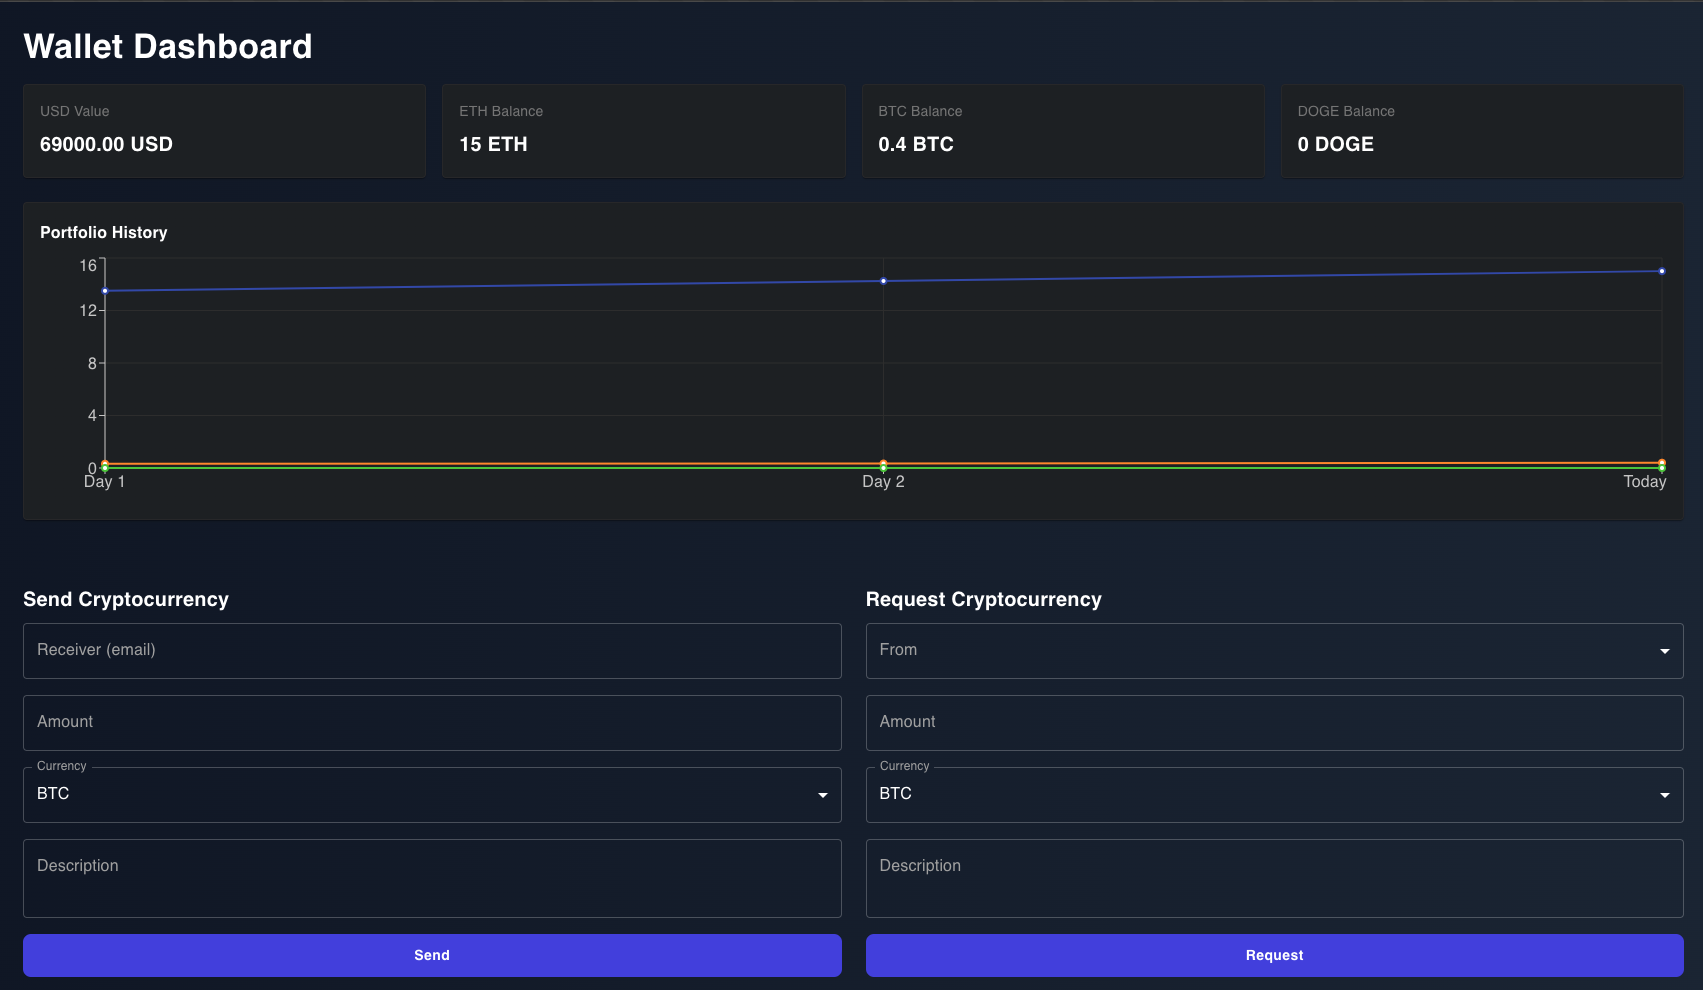 Wallet Dashboard
USD Value
69000.00 USD
ETH Balance
15 ETH
BTC Balance
0.4 BTC
DOGE Balance
0 DOGE
Portfolio History
16
12
8
4
0
Day 1
Day 2
Today
Send Cryptocurrency
Receiver (email)
Amount
Currency
BTC
Description
Send
Request Cryptocurrency
From
Amount
Currency
BTC
Description
Request